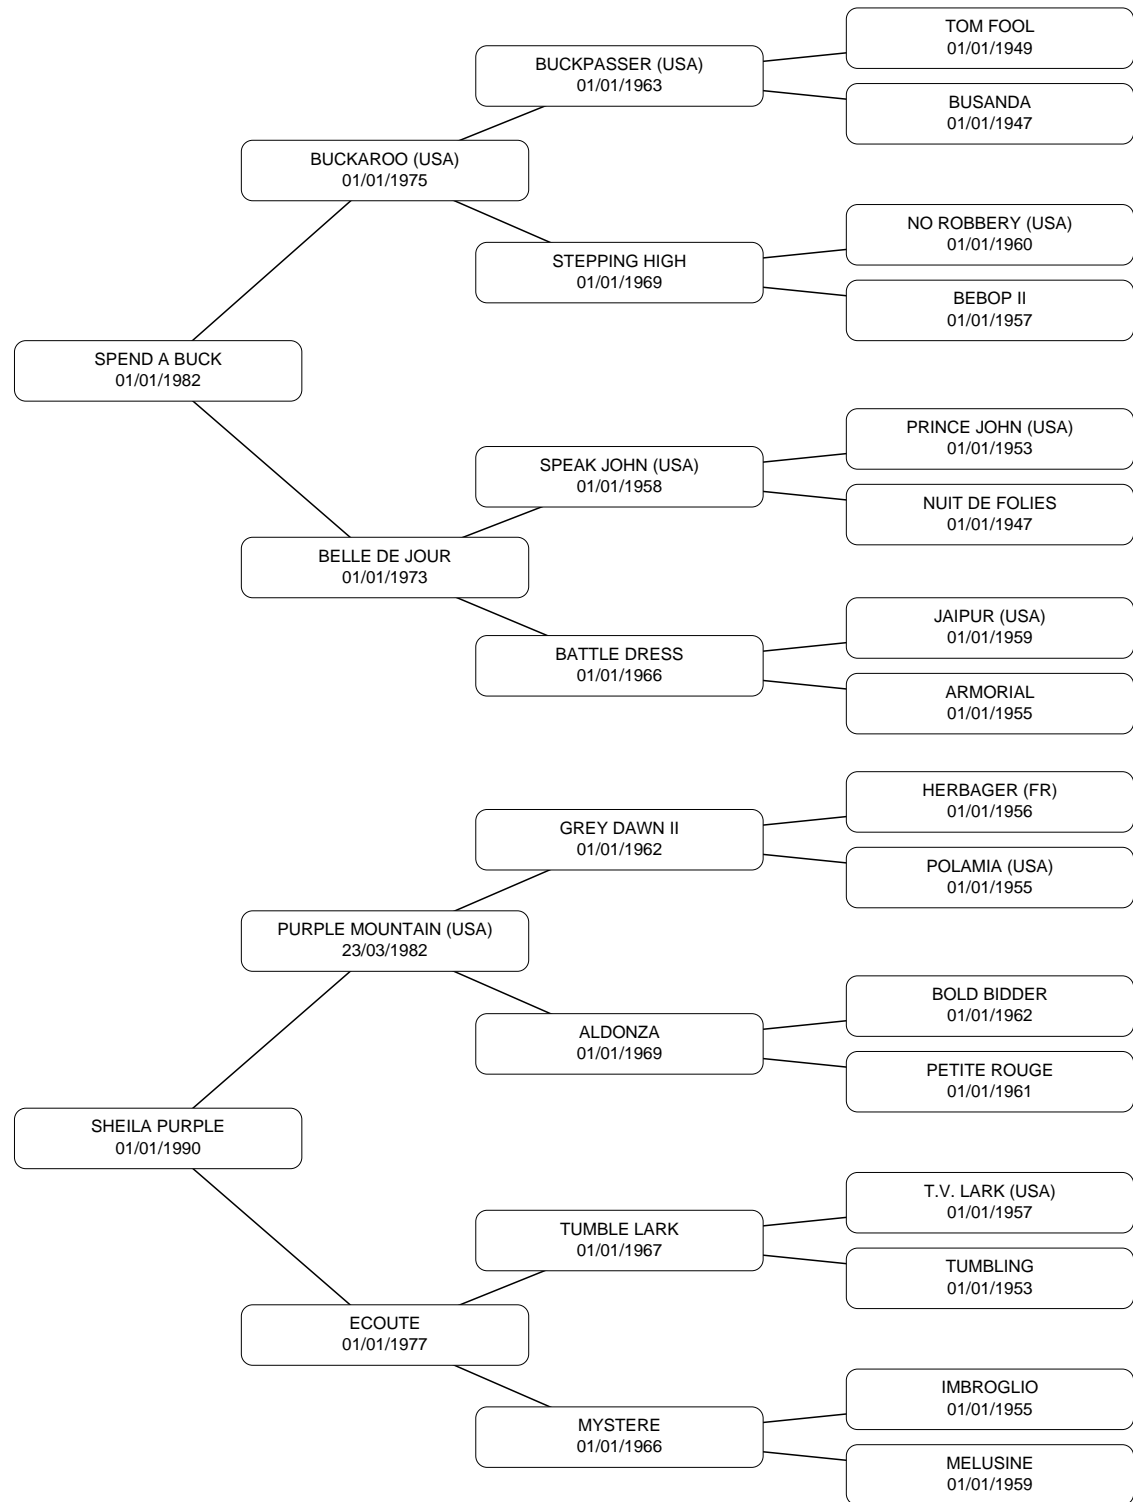 TOM FOOL
01/01/1949
BUCKPASSER (USA)
01/01/1963
BUSANDA
01/01/1947
BUCKAROO (USA)
01/01/1975
NO ROBBERY (USA)
01/01/1960
STEPPING HIGH
01/01/1969
BEBOP II
01/01/1957
SPEND A BUCK
01/01/1982
PRINCE JOHN (USA)
01/01/1953
SPEAK JOHN (USA)
01/01/1958
NUIT DE FOLIES
01/01/1947
BELLE DE JOUR
01/01/1973
JAIPUR (USA)
01/01/1959
BATTLE DRESS
01/01/1966
ARMORIAL
01/01/1955
HERBAGER (FR)
01/01/1956
GREY DAWN II
01/01/1962
POLAMIA (USA)
01/01/1955
PURPLE MOUNTAIN (USA)
23/03/1982
BOLD BIDDER
01/01/1962
ALDONZA
01/01/1969
PETITE ROUGE
01/01/1961
SHEILA PURPLE
01/01/1990
T.V. LARK (USA)
01/01/1957
TUMBLE LARK
01/01/1967
TUMBLING
01/01/1953
ECOUTE
01/01/1977
IMBROGLIO
01/01/1955
MYSTERE
01/01/1966
MELUSINE
01/01/1959